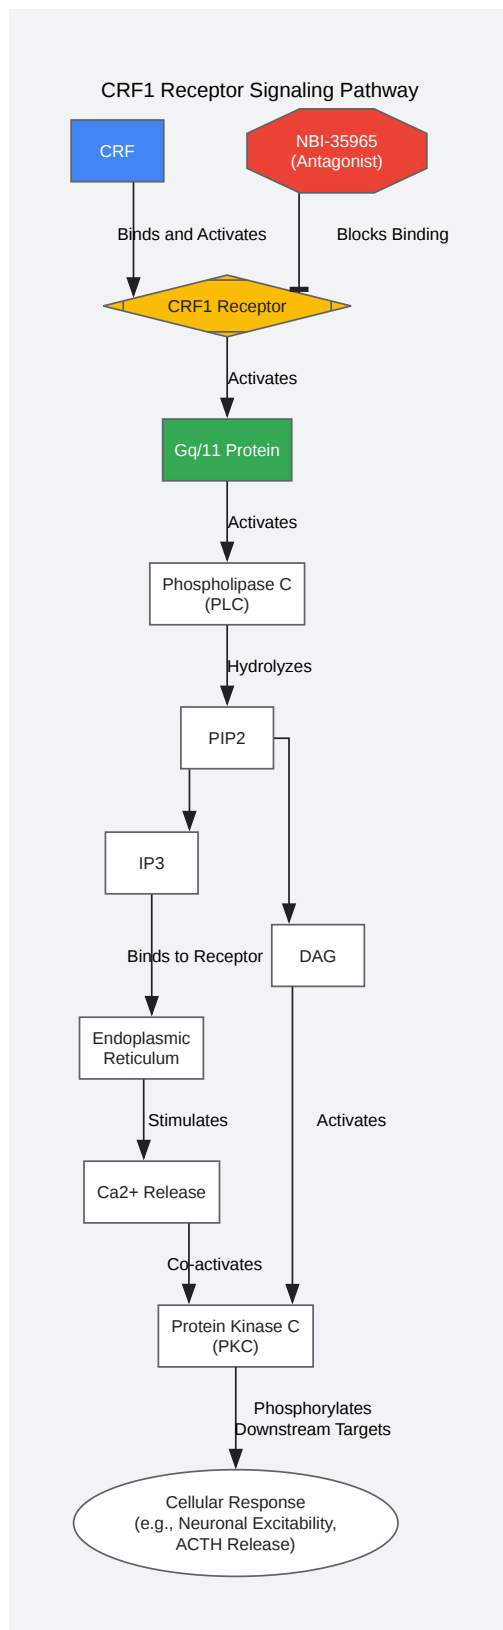 CRF1 Receptor Signaling Pathway
CRF
NBI-35965
(Antagonist)
Binds and Activates
Blocks Binding
CRF1 Receptor
Activates
Gq/11 Protein
Activates
Phospholipase C
(PLC)
Hydrolyzes
PIP2
IP3
Binds to Receptor
DAG
Endoplasmic
Reticulum
Stimulates
Activates
Ca2+ Release
Co-activates
Protein Kinase C
(PKC)
Phosphorylates
Downstream Targets
Cellular Response
(e.g., Neuronal Excitability,
ACTH Release)